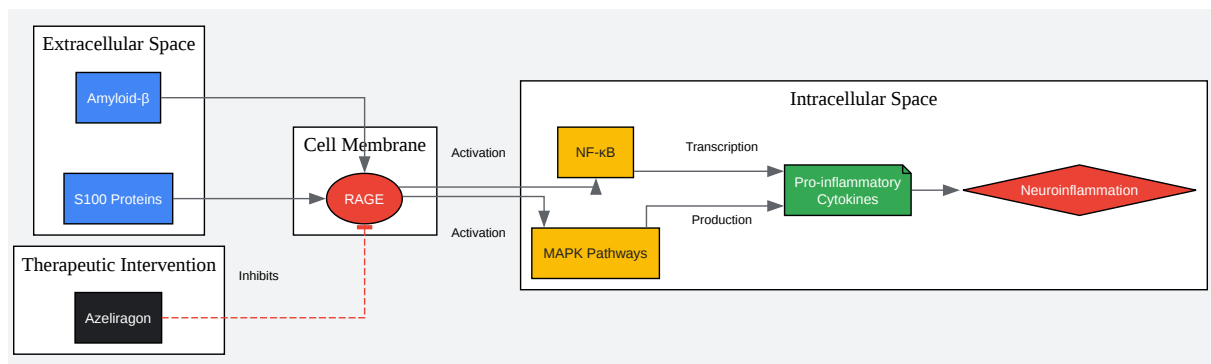 Extracellular Space
Amyloid-β
S100 Proteins
Therapeutic Intervention
Azeliragon
Inhibits
Cell Membrane
RAGE
Activation
Activation
Intracellular Space
NF-κB
MAPK Pathways
Transcription
Production
Pro-inflammatory
Cytokines
Neuroinflammation